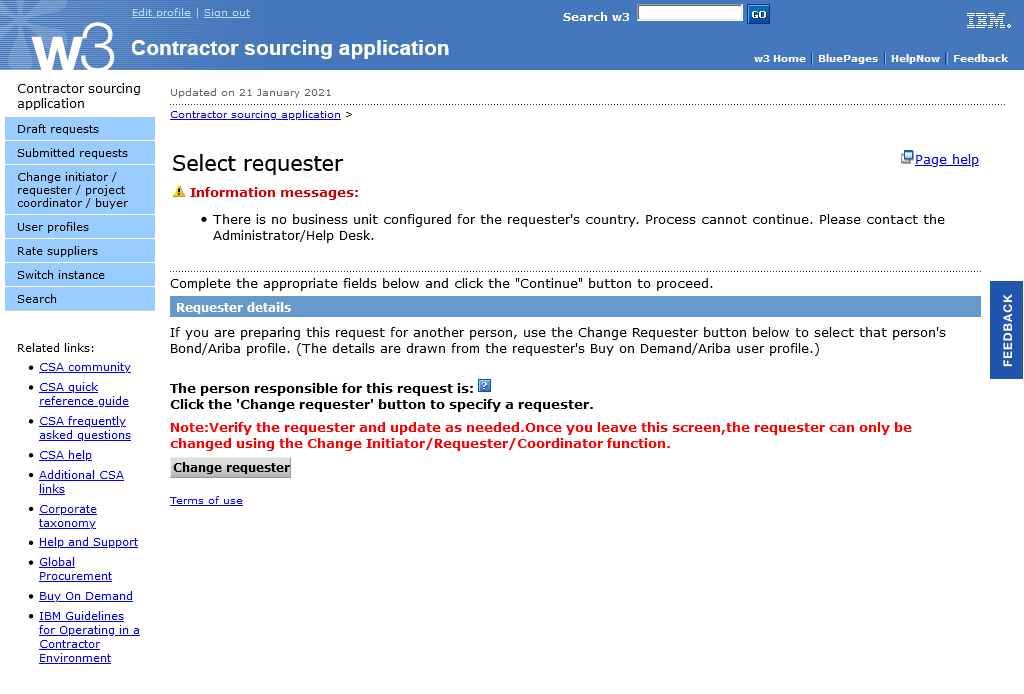 Edit profile | Sign out
Search w3
GO
IBM.
w3
Contractor sourcing application
w3 Home | BluePages | HelpNow | Feedback
Contractor sourcing
application
Draft requests
Submitted requests
Change initiator /
requester / project
coordinator / buyer
User profiles
Rate suppliers
Switch instance
Search
Related links:
• CSA community
• CSA quick
reference guide
• CSA frequently
asked questions
• CSA help
• Additional CSA
links
• Corporate
taxonomy
• Help and Support
• Global
Procurement
• Buy On Demand
• IBM Guidelines
for Operating in a
Contractor
Environment
Updated on 21 January 2021
Contractor sourcing application >
Select requester
Page help
Information messages:
• There is no business unit configured for the requester's country. Process cannot continue. Please contact the
Administrator/Help Desk.
Complete the appropriate fields below and click the "Continue" button to proceed.
Requester details
If you are preparing this request for another person, use the Change Requester button below to select that person's
Bond/Ariba profile. (The details are drawn from the requester's Buy on Demand/Ariba user profile.)
The person responsible for this request is: ?
Click the 'Change requester' button to specify a requester.
Note:Verify the requester and update as needed.Once you leave this screen,the requester can only be
changed using the Change Initiator/Requester/Coordinator function.
Change requester
Terms of use
FEEDBACK